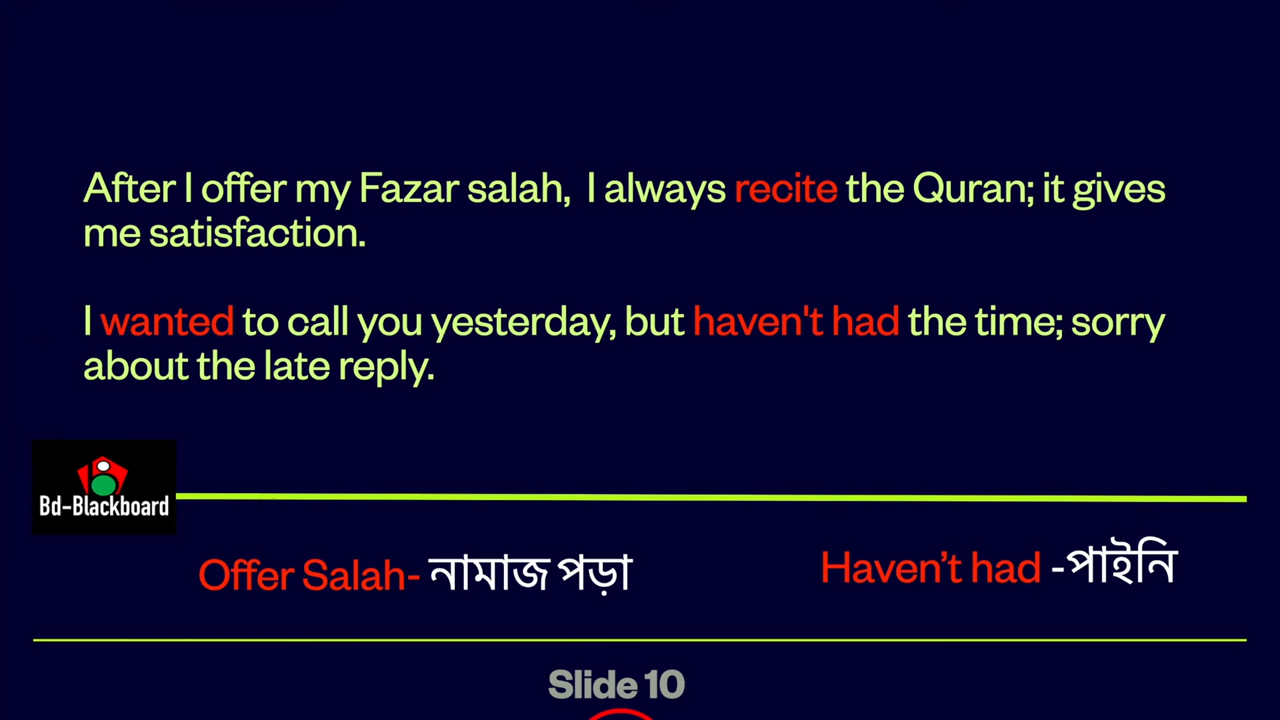 After I offer my Fazar salah, I always recite the Quran; it gives
me satisfaction.
I wanted to call you yesterday, but haven't had the time; sorry
about the late reply.
Bd-Blackboard
Offer Salah- নামাজ পড়া
Haven’t had -পাইনি
Slide 10